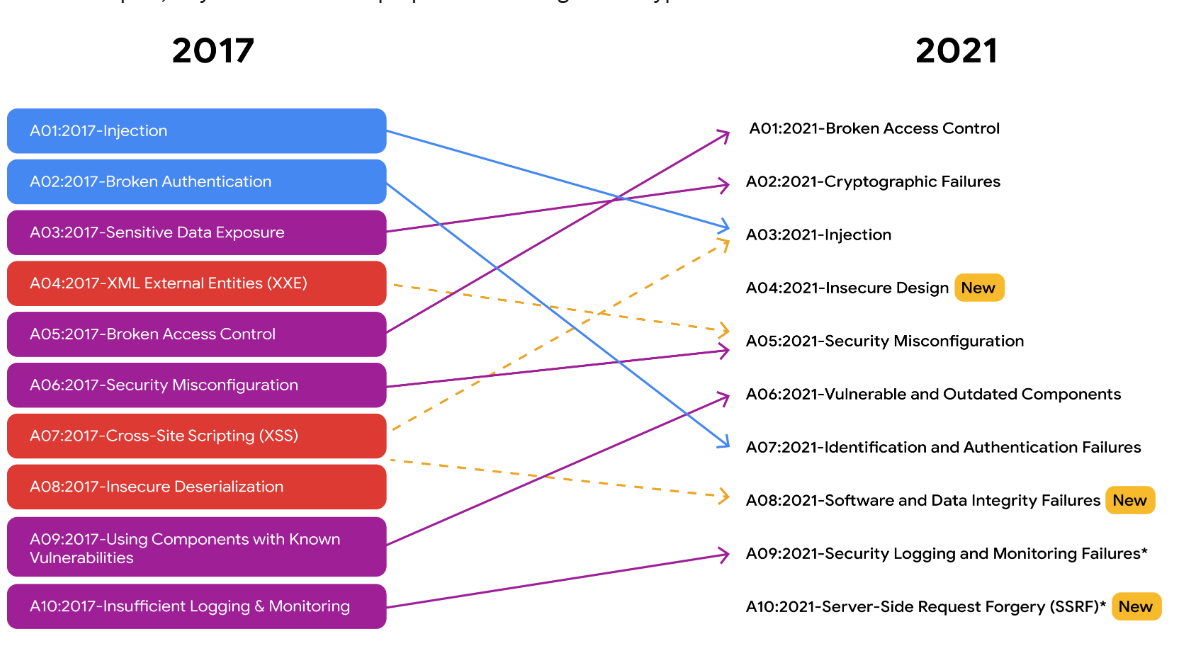 2017
2021
A01:2017-Injection
A02:2017-Broken Authentication
A03:2017-Sensitive Data Exposure
A04:2017-XML External Entities (XXE)
A05:2017-Broken Access Control
A06:2017-Security Misconfiguration
A07:2017-Cross-Site Scripting (XSS)
A08:2017-Insecure Deserialization
A09:2017-Using Components with Known
Vulnerabilities
A10:2017-Insufficient Logging & Monitoring
A01:2021-Broken Access Control
A02:2021-Cryptographic Failures
A03:2021-Injection
A04:2021-Insecure Design New
A05:2021-Security Misconfiguration
A06:2021-Vulnerable and Outdated Components
A07:2021-Identification and Authentication Failures
A08:2021-Software and Data Integrity Failures New
A09:2021-Security Logging and Monitoring Failures*
A10:2021-Server-Side Request Forgery (SSRF)* New